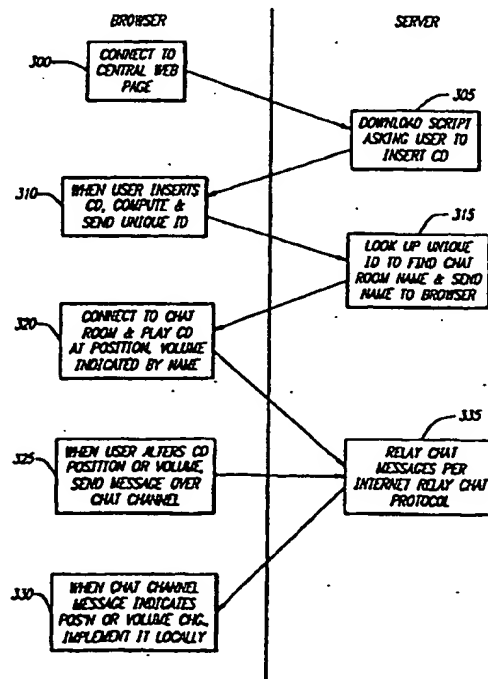 BROWSER
SERVER
300
CONNECT TO
CENTRAL WEB
PAGE
305
DOWNLOAD SCRIPT
ASKING USER TO
INSERT CD
310
WHEN USER INSERTS
CD, COMPUTE &
SEND UNIQUE ID
315
LOOK UP UNIQUE
ID TO FIND CHAT
ROOM NAME & SEND
NAME TO BROWSER
320
CONNECT TO CHAT
ROOM & PLAY CD
AT POSITION, VOLUME
INDICATED BY NAME
335
RELAY CHAT
MESSAGES PER
INTERNET RELAY CHAT
PROTOCOL
325
WHEN USER ALTERS CD
POSITION OR VOLUME,
SEND MESSAGE OVER
CHAT CHANNEL
330
WHEN CHAT CHANNEL
MESSAGE INDICATES
POS'N OR VOLUME CHG.,
IMPLEMENT IT LOCALLY